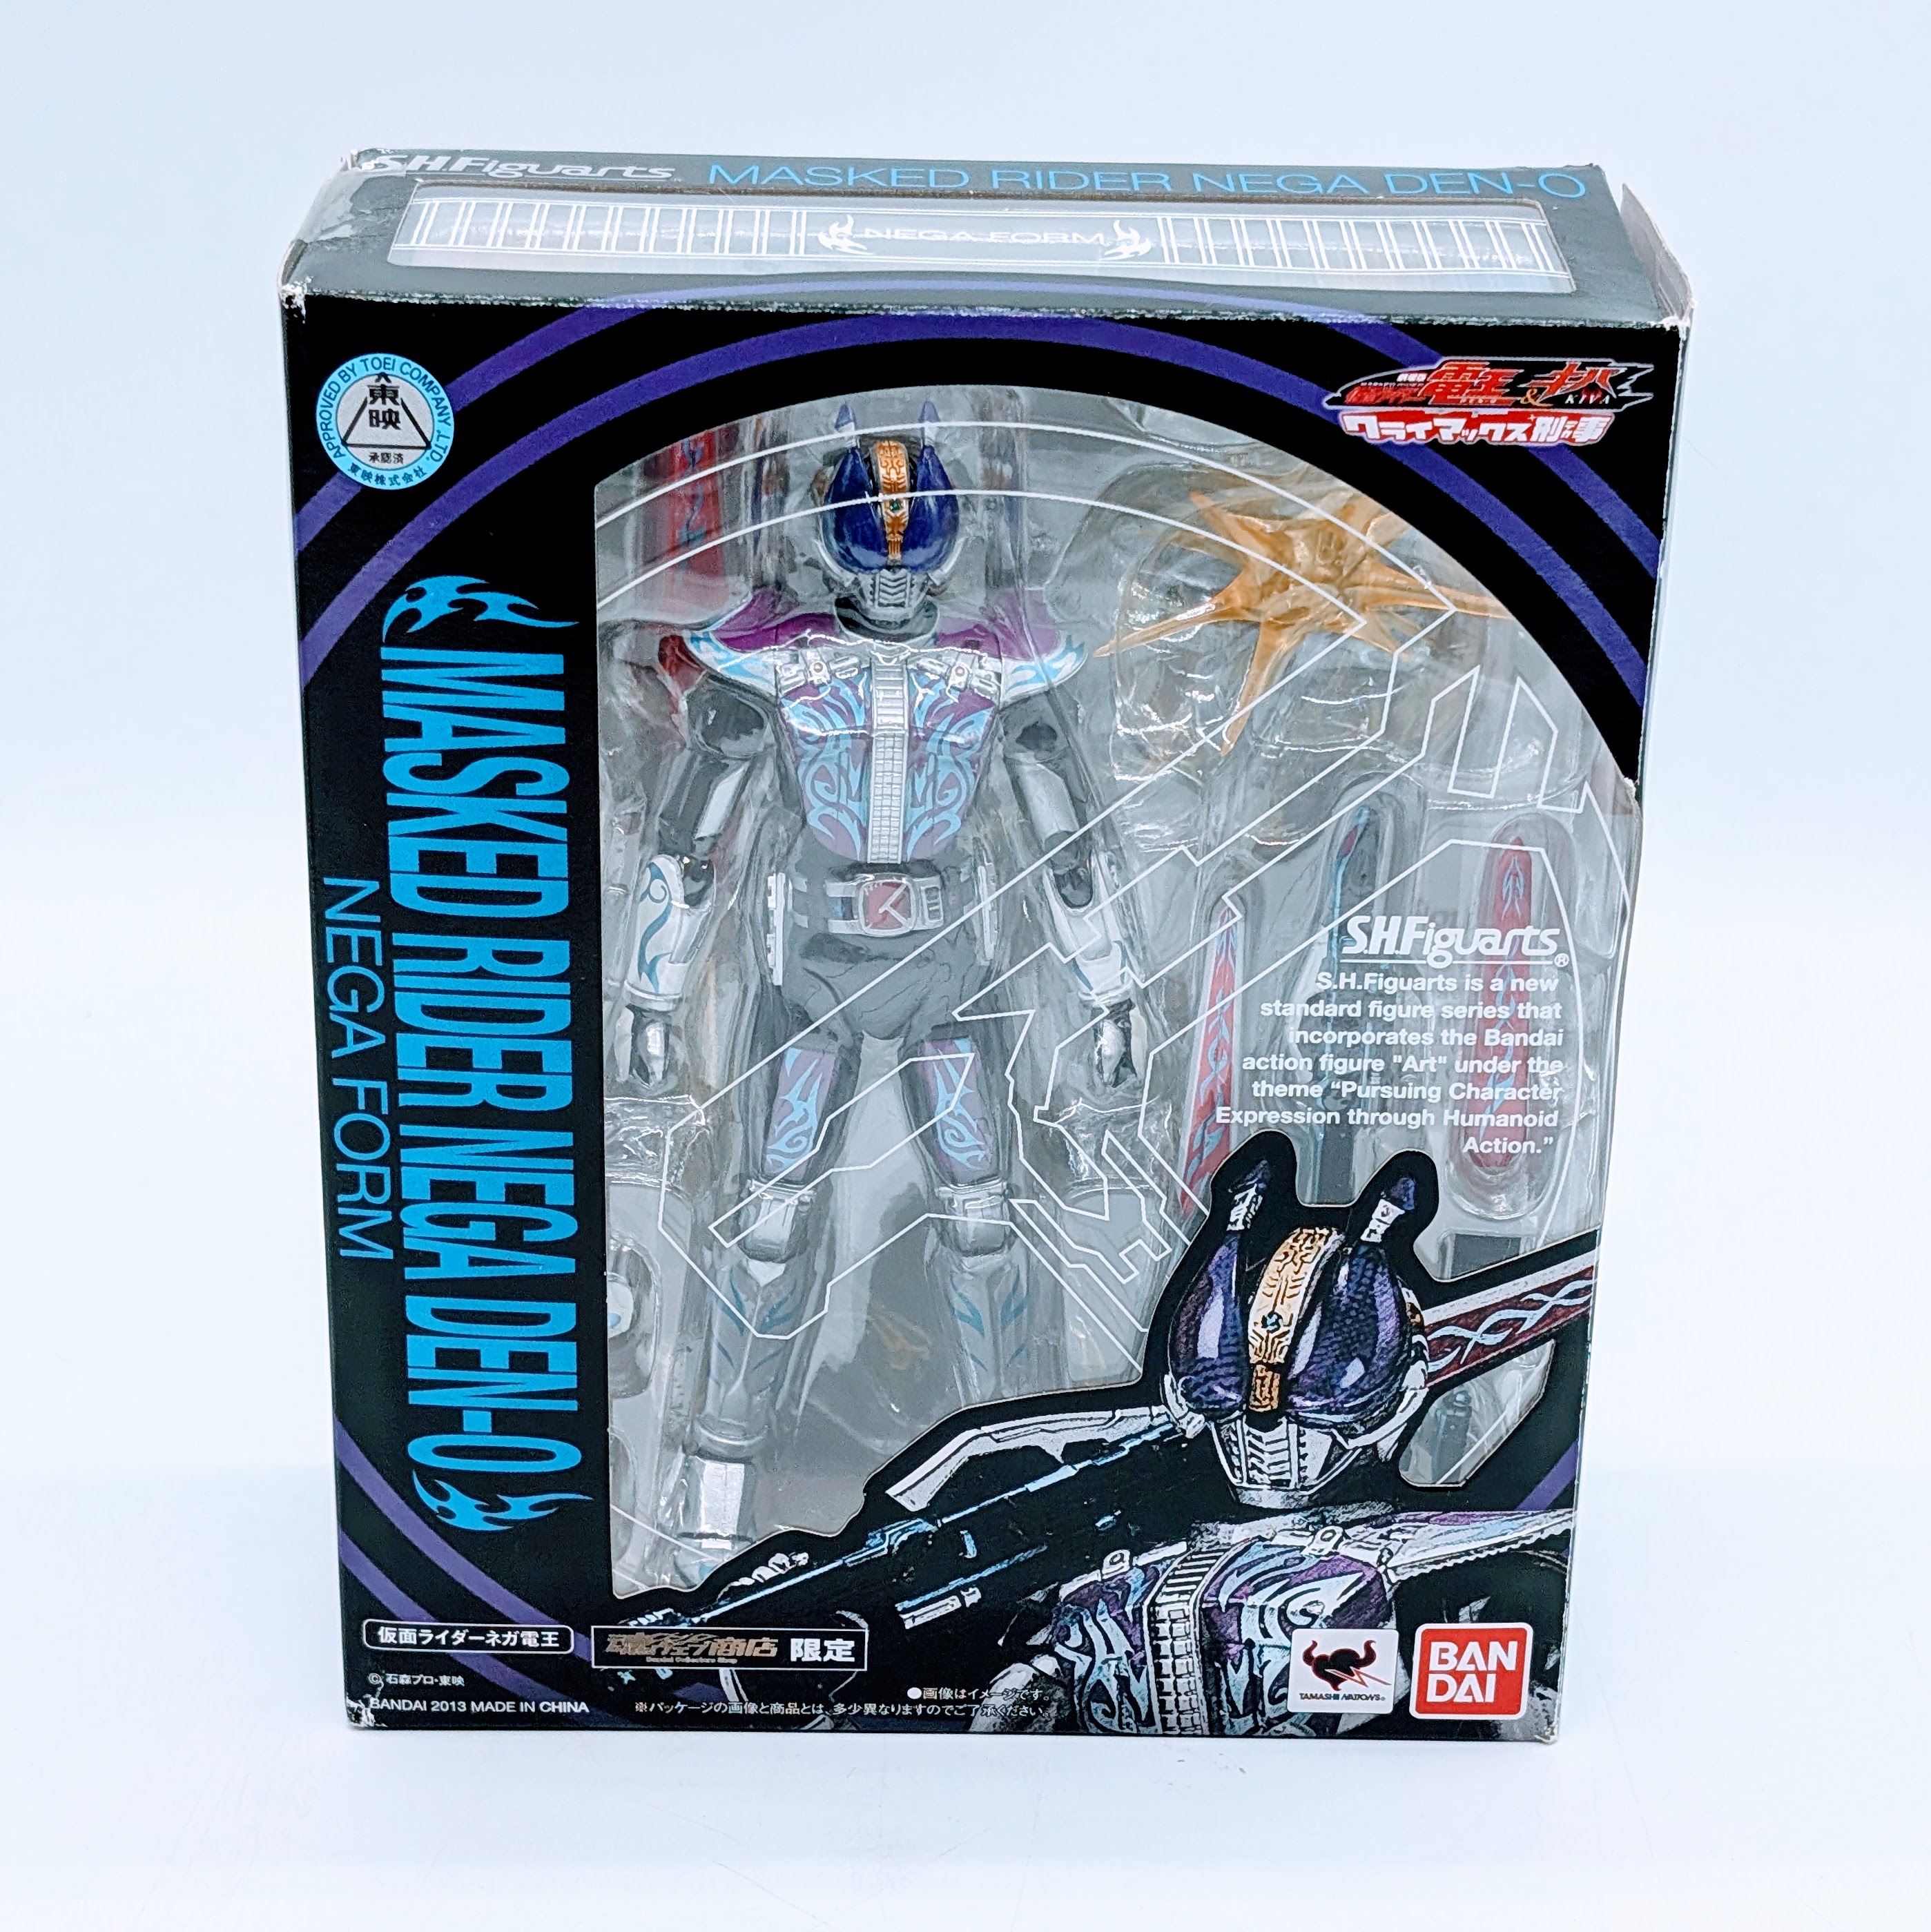 S.H.Figuarts MASKED RIDER NEGA DEN-O
NEGA FORM
APPROVED BY TOEI COMPANY, LTD.
東映
承認済
東映株式会社
電王&キバ
KIVA
クライマックス刑事
MASKED RIDER NEGA DEN-O
NEGA FORM
S.H.Figuarts®
S.H.Figuarts is a new
standard figure series that
incorporates the Bandai
action figure "Art" under the
theme “Pursuing Character
Expression through Humanoid
Action.”
仮面ライダーネガ電王
魂ウェブ商店 限定
©石森プロ・東映
BANDAI 2013 MADE IN CHINA
●画像はイメージです。
※パッケージの画像と商品とは、多少異なりますのでご了承ください。
TAMASHII NATIONS
BAN
DAI